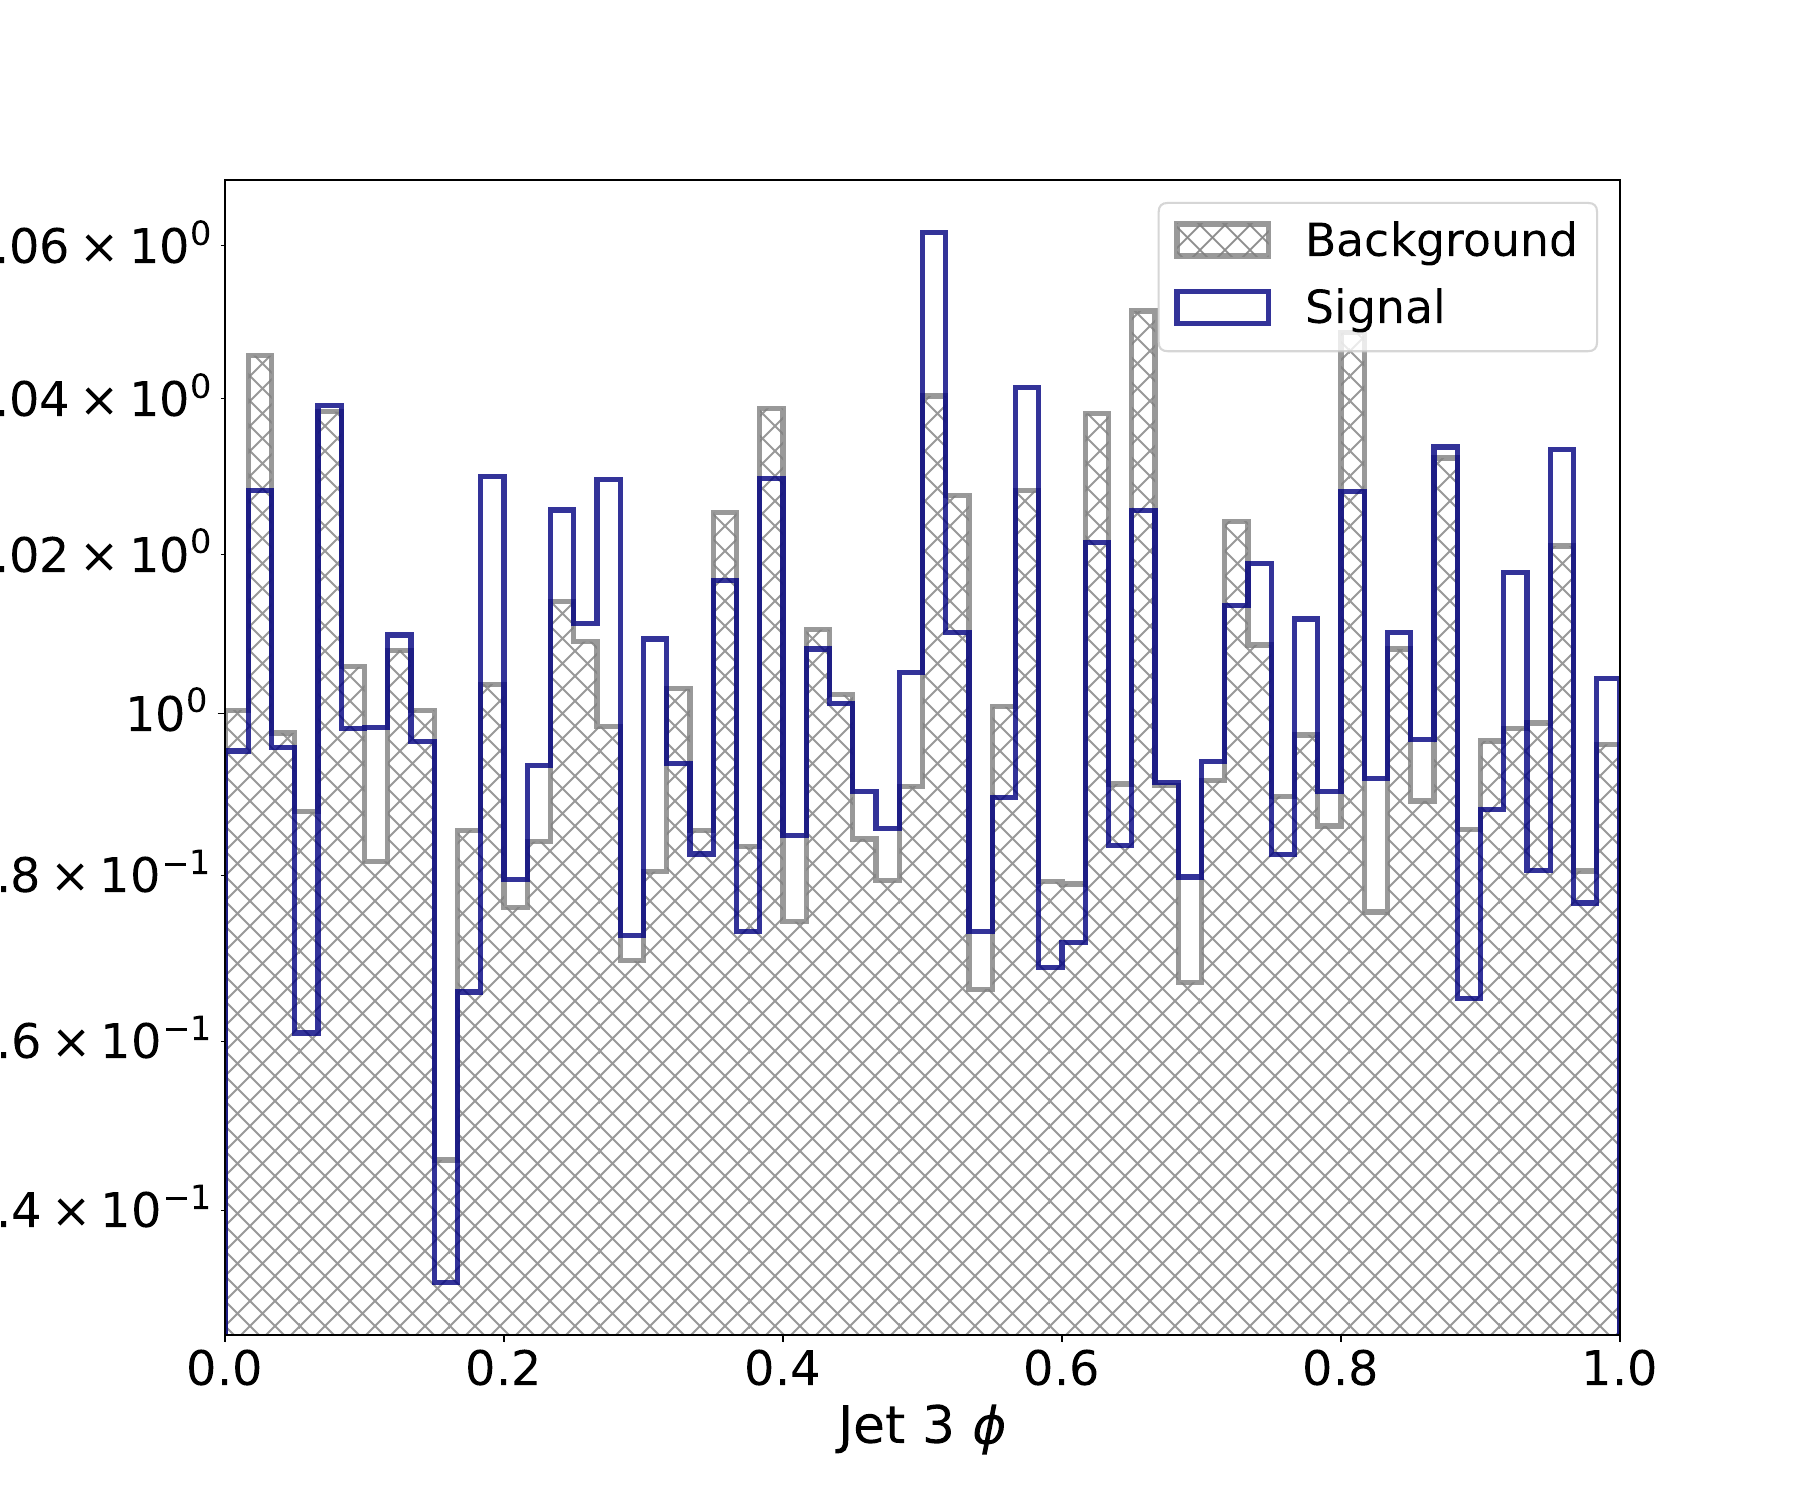 .06 × 10⁰
.04 × 10⁰
.02 × 10⁰
10⁰
.8 × 10⁻¹
.6 × 10⁻¹
.4 × 10⁻¹
Background
Signal
0.0 0.2 0.4 0.6 0.8 1.0
Jet 3 ϕ